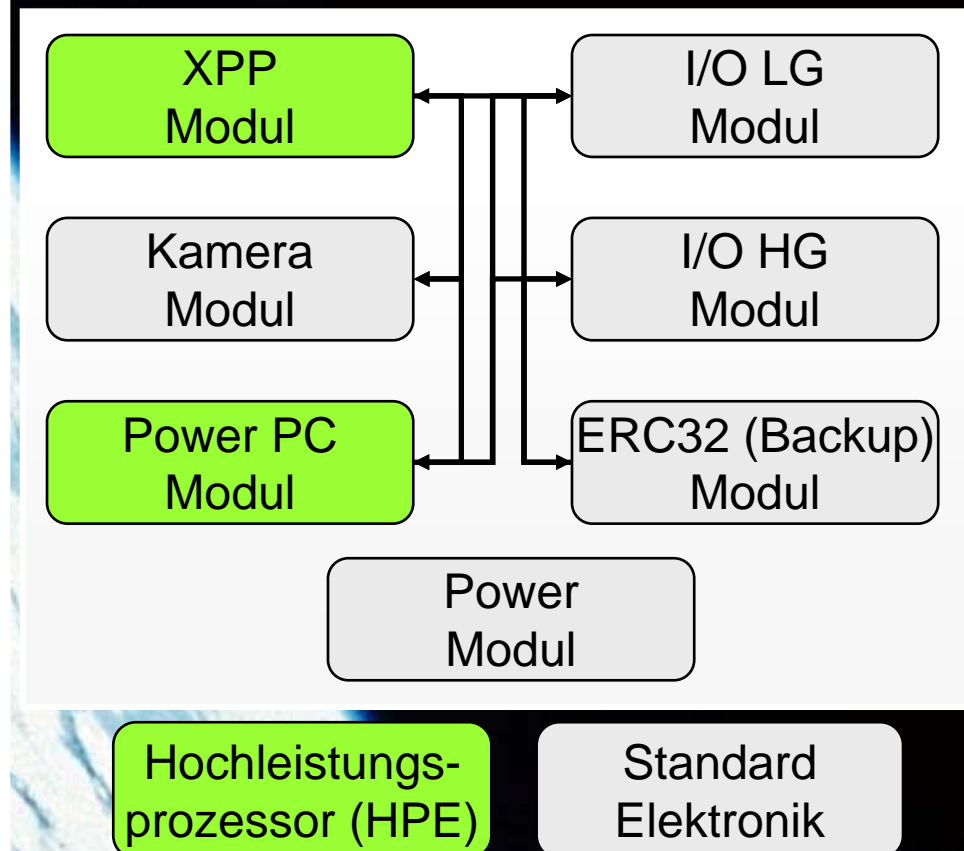 XPP
Modul
I/O LG
Modul
Kamera
Modul
I/O HG
Modul
Power PC
Modul
ERC32 (Backup)
Modul
Power
Modul
Hochleistungs-
prozessor (HPE)
Standard
Elektronik